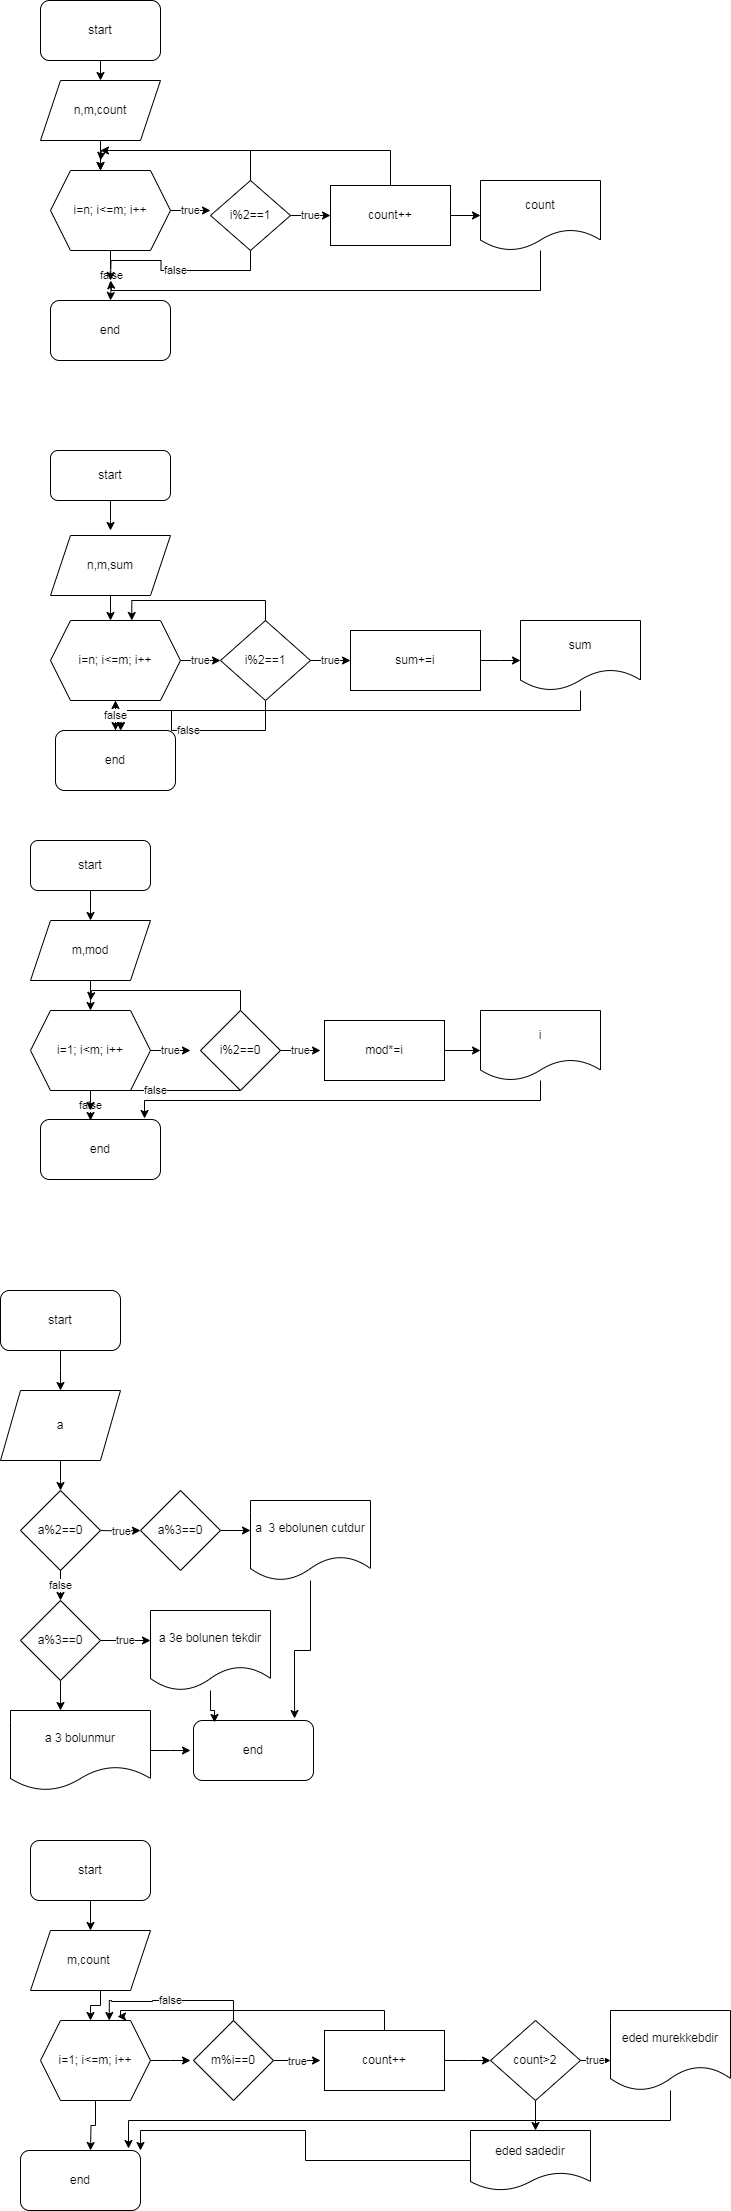 start
n,m,count
i=n; i<=m; i++
true
i%2==1
true
count++
count
false
false
end
start
n,m,sum
i=n; i<=m; i++
true
i%2==1
true
sum+=i
sum
false
false
end
start
m,mod
i=1; i<m; i++
true
i%2==0
true
mod*=i
i
false
false
end
start
a
a%2==0
true
a%3==0
a  3 ebolunen cutdur
false
a%3==0
true
a 3e bolunen tekdir
a 3 bolunmur
end
start
m,count
false
i=1; i<=m; i++
m%i==0
true
count++
count>2
true
eded murekkebdir
eded sadedir
end